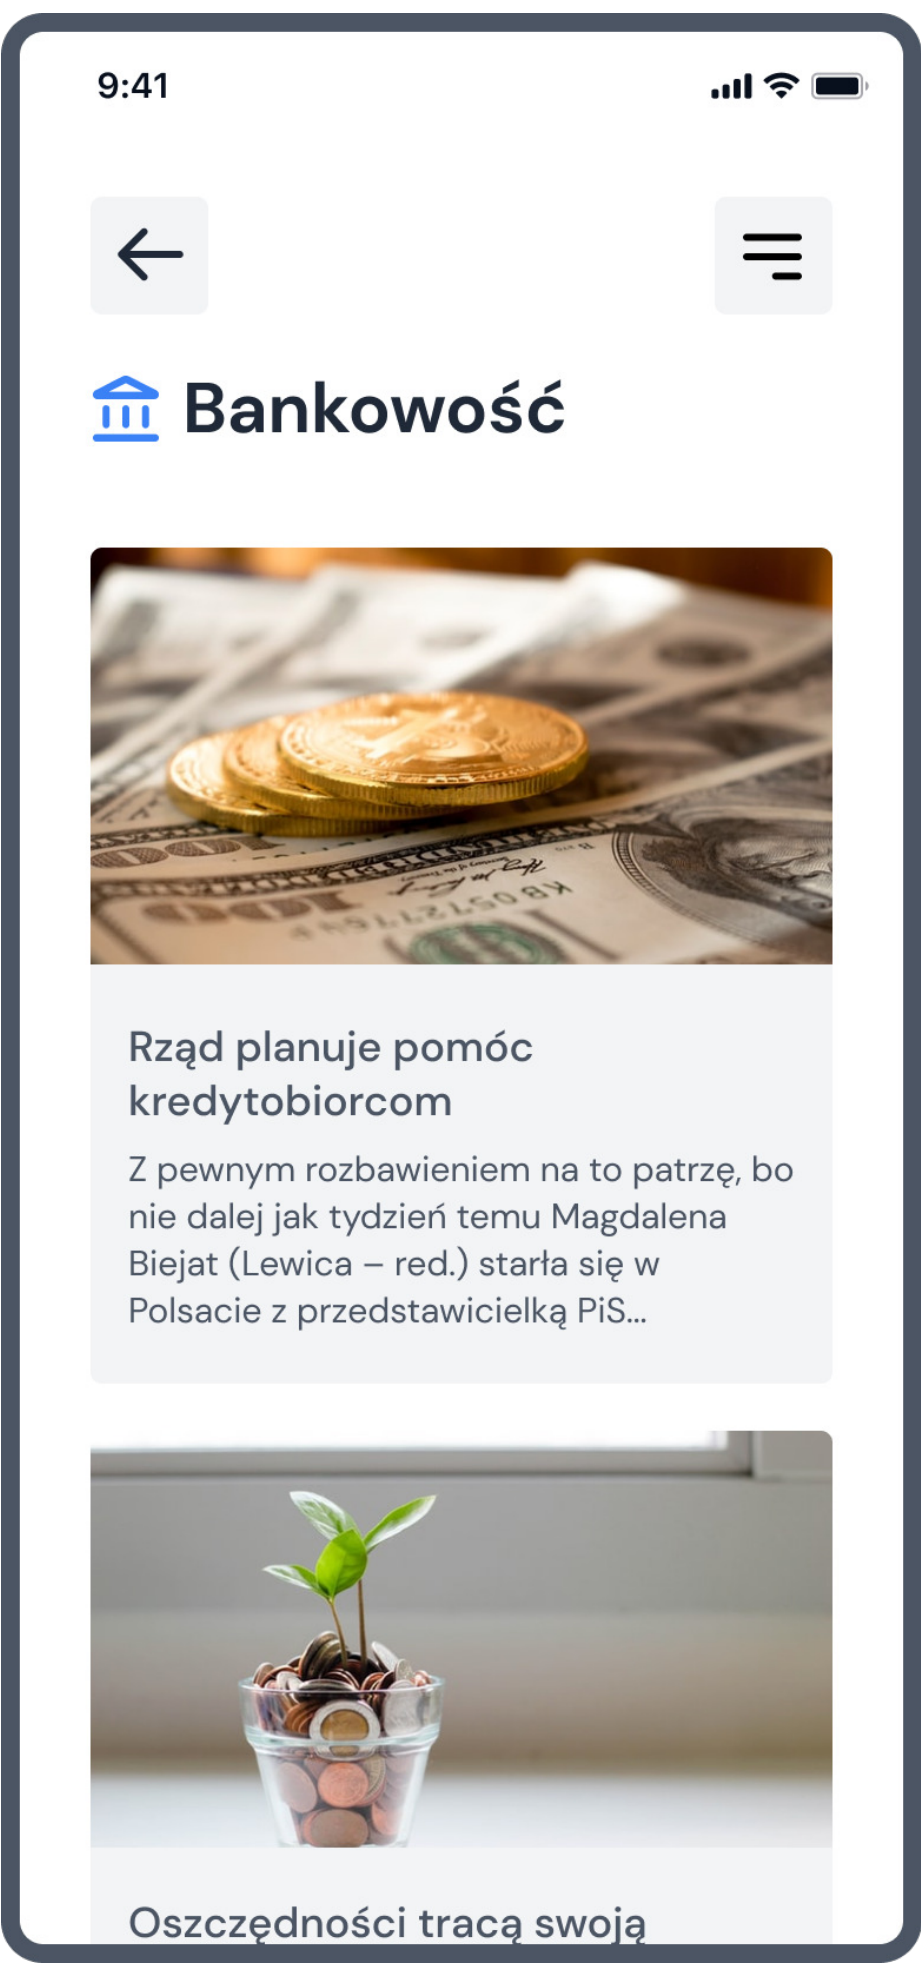 9:41
Bankowość
KB05727764
Rząd planuje pomóc
kredytobiorcom
Z pewnym rozbawieniem na to patrzę, bo
nie dalej jak tydzień temu Magdalena
Biejat (Lewica – red.) starła się w
Polsacie z przedstawicielką PiS...
Oszczędności tracą swoją